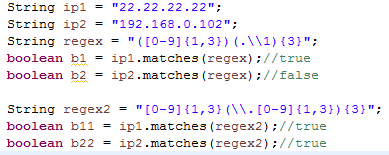 String ip1 = "22.22.22.22";
String ip2 = "192.168.0.102";
String regex = "([0-9]{1,3})(.\\1){3}";
boolean b1 = ip1.matches(regex);//true
boolean b2 = ip2.matches(regex);//false
String regex2 = "[0-9]{1,3}(\\.[0-9]{1,3}){3}";
boolean b11 = ip1.matches(regex2);//true
boolean b22 = ip2.matches(regex2);//true